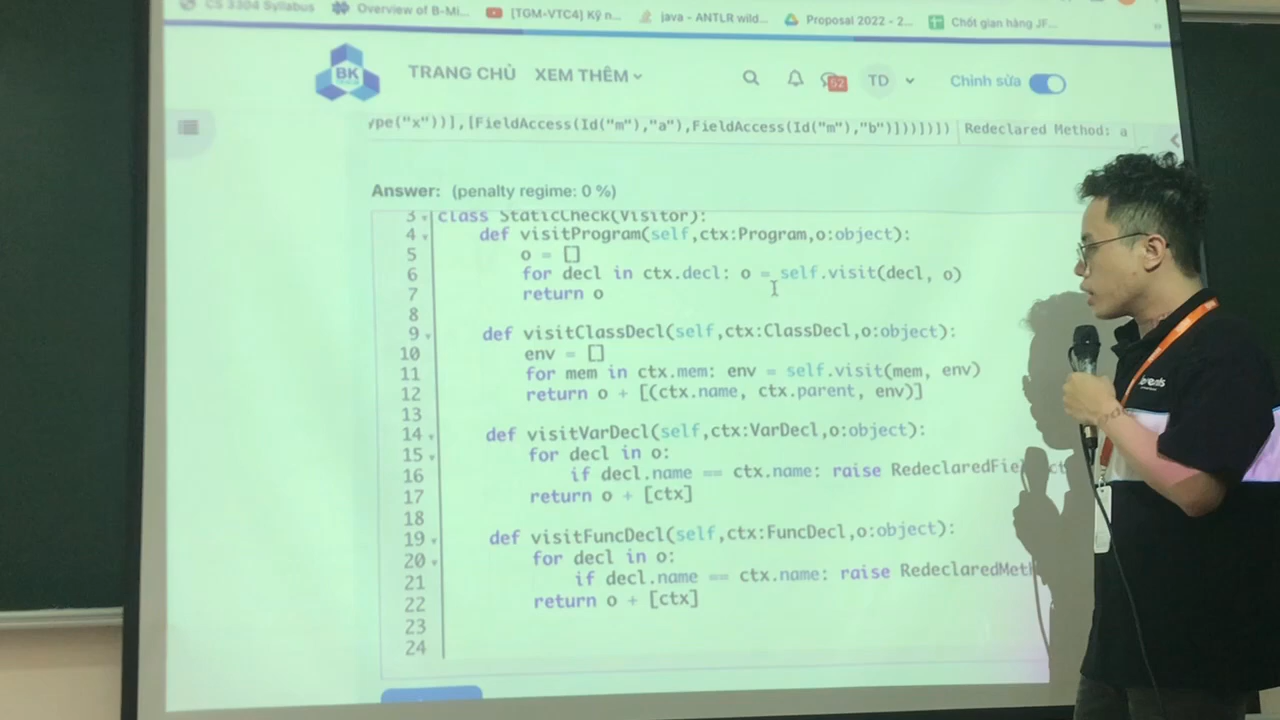 CS 3304 Syllabus Overview of B-Mi... [TGM-VTC4] Kỹ n... java - ANTLR wild... Proposal 2022 - 2... Chốt gian hàng JF...
BK TRANG CHỦ XEM THÊM 52 TD Chỉnh sửa
ype("x"))],[FieldAccess(Id("m"),"a"),FieldAccess(Id("m"),"b")]))])]) Redeclared Method: a
Answer: (penalty regime: 0 %)
3 class StaticCheck(Visitor):
4 def visitProgram(self,ctx:Program,o:object):
5 o = []
6 for decl in ctx.decl: o = self.visit(decl, o)
7 return o
8
9 def visitClassDecl(self,ctx:ClassDecl,o:object):
10 env = []
11 for mem in ctx.mem: env = self.visit(mem, env)
12 return o + [(ctx.name, ctx.parent, env)]
13
14 def visitVarDecl(self,ctx:VarDecl,o:object):
15 for decl in o:
16 if decl.name == ctx.name: raise RedeclaredFie ct
17 return o + [ctx]
18
19 def visitFuncDecl(self,ctx:FuncDecl,o:object):
20 for decl in o:
21 if decl.name == ctx.name: raise RedeclaredMeth
22 return o + [ctx]
23
24